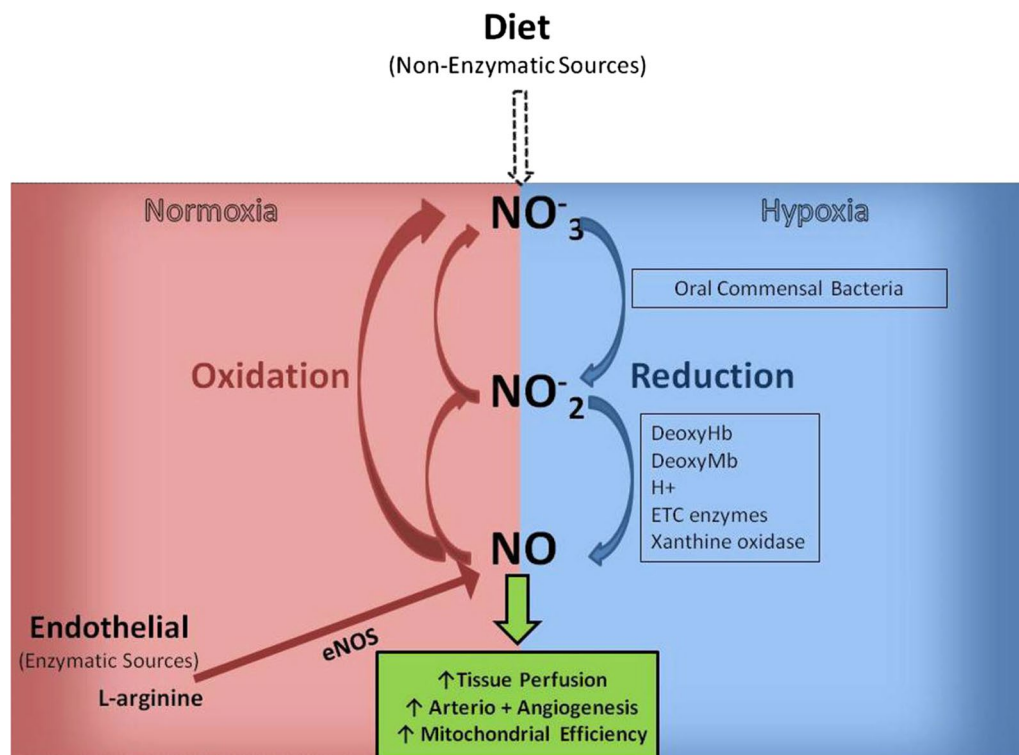 Diet
(Non-Enzymatic Sources)
Normoxia
NO⁻₃
Hypoxia
Oral Commensal Bacteria
Oxidation
NO⁻₂
Reduction
DeoxyHb
DeoxyMb
H+
ETC enzymes
Xanthine oxidase
NO
Endothelial
(Enzymatic Sources)
eNOS
L-arginine
↑Tissue Perfusion
↑ Arterio + Angiogenesis
↑ Mitochondrial Efficiency